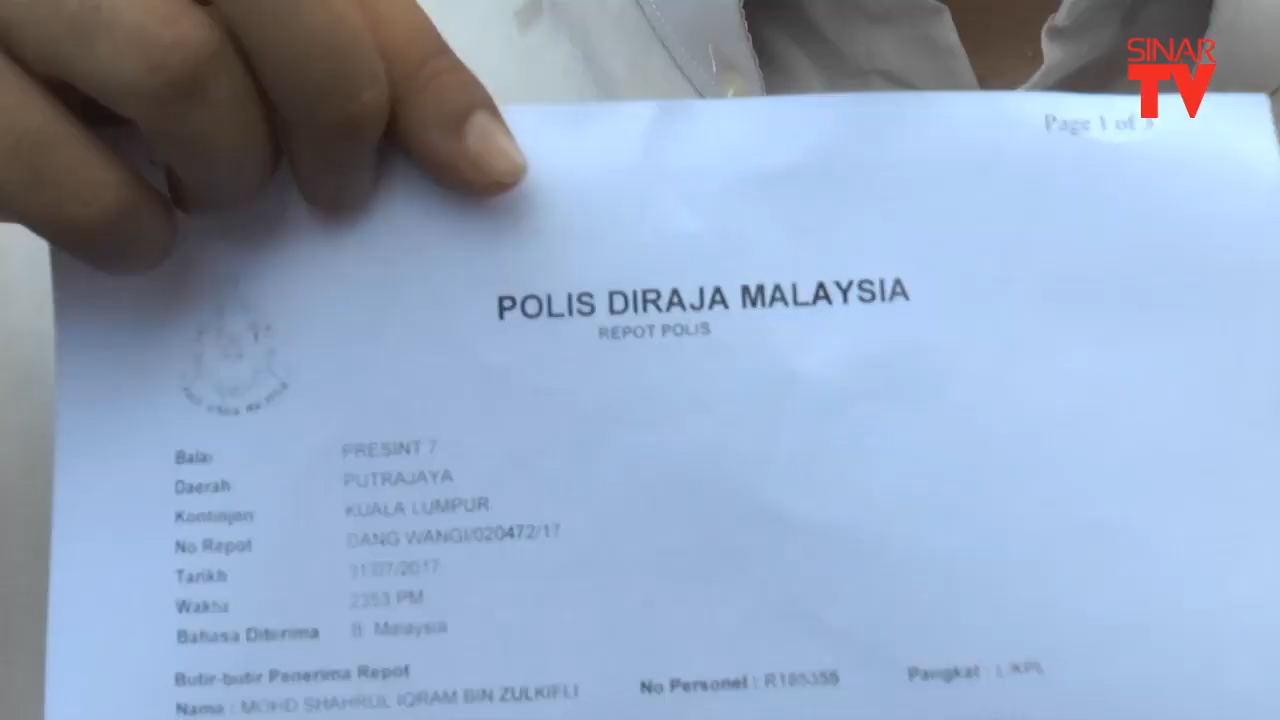 SINAR
TV
Page 1 of 3
POLIS DIRAJA MALAYSIA
REPOT POLIS
Balai PRESINT 7
Daerah PUTRAJAYA
Kontinjen KUALA LUMPUR
No Repot DANG WANGI/020472/17
Tarikh 11/07/2017
Waktu 2353 PM
Bahasa Diterima B. Malaysia
Butir-butir Penerima Repot
Nama : MOHD SHAHRUL IQRAM BIN ZULKIFLI No Personel : R185355 Pangkat : L/KPL